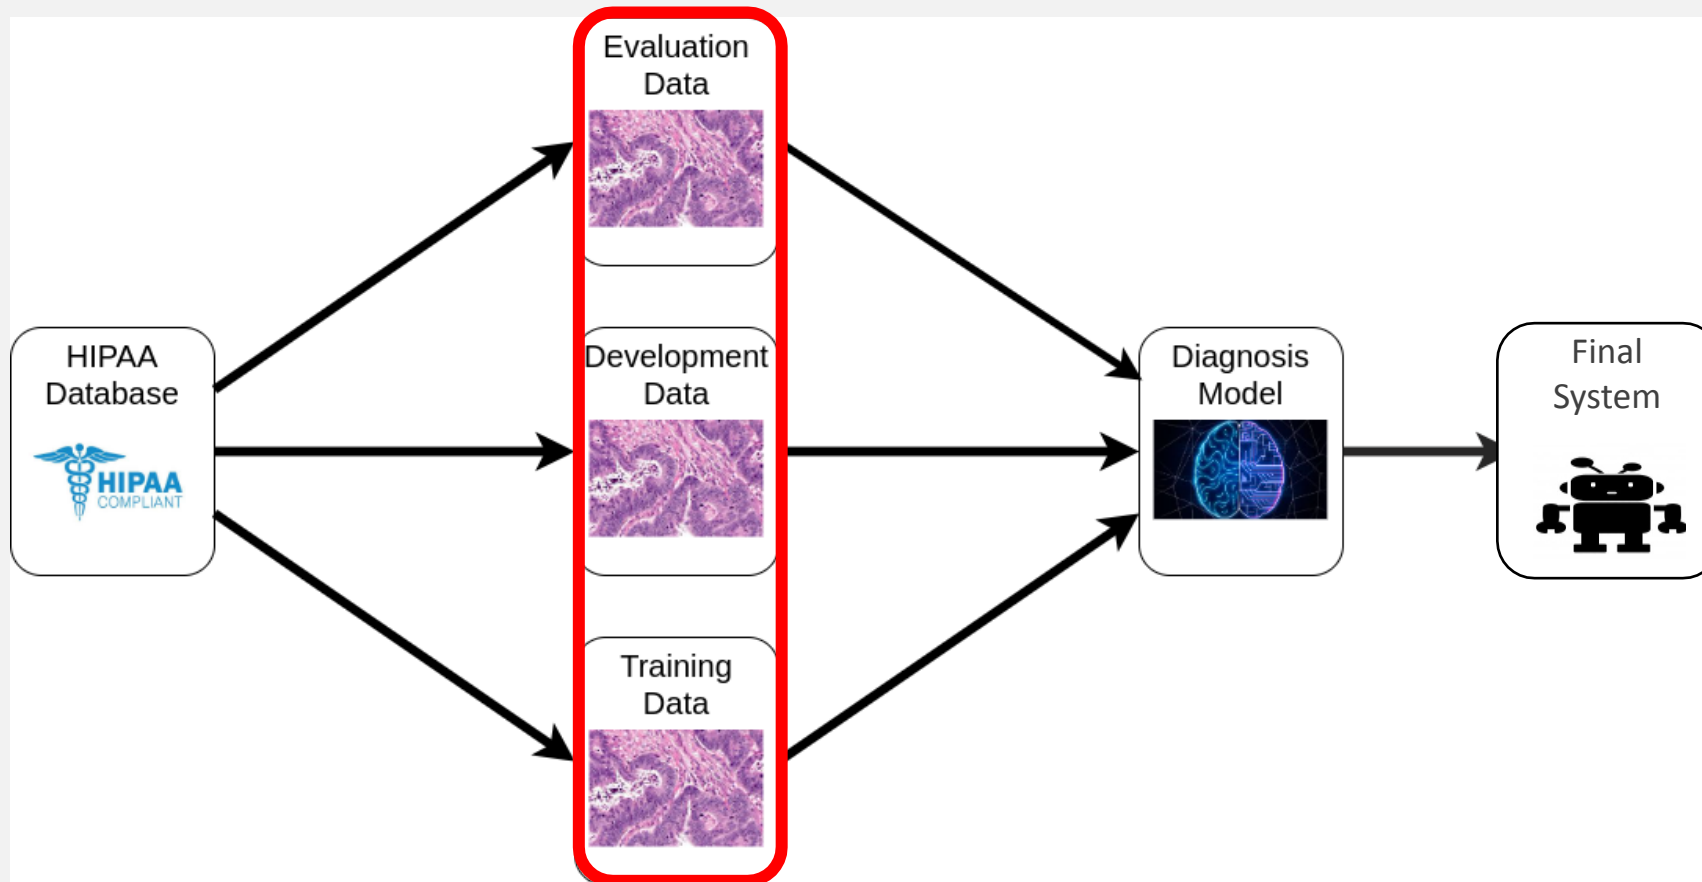 Evaluation
Data
HIPAA
Database
HIPAA
COMPLIANT
Development
Data
Training
Data
Diagnosis
Model
Final
System